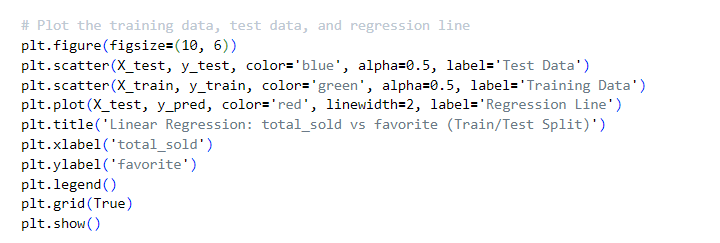 # Plot the training data, test data, and regression line
plt.figure(figsize=(10, 6))
plt.scatter(X_test, y_test, color='blue', alpha=0.5, label='Test Data')
plt.scatter(X_train, y_train, color='green', alpha=0.5, label='Training Data')
plt.plot(X_test, y_pred, color='red', linewidth=2, label='Regression Line')
plt.title('Linear Regression: total_sold vs favorite (Train/Test Split)')
plt.xlabel('total_sold')
plt.ylabel('favorite')
plt.legend()
plt.grid(True)
plt.show()